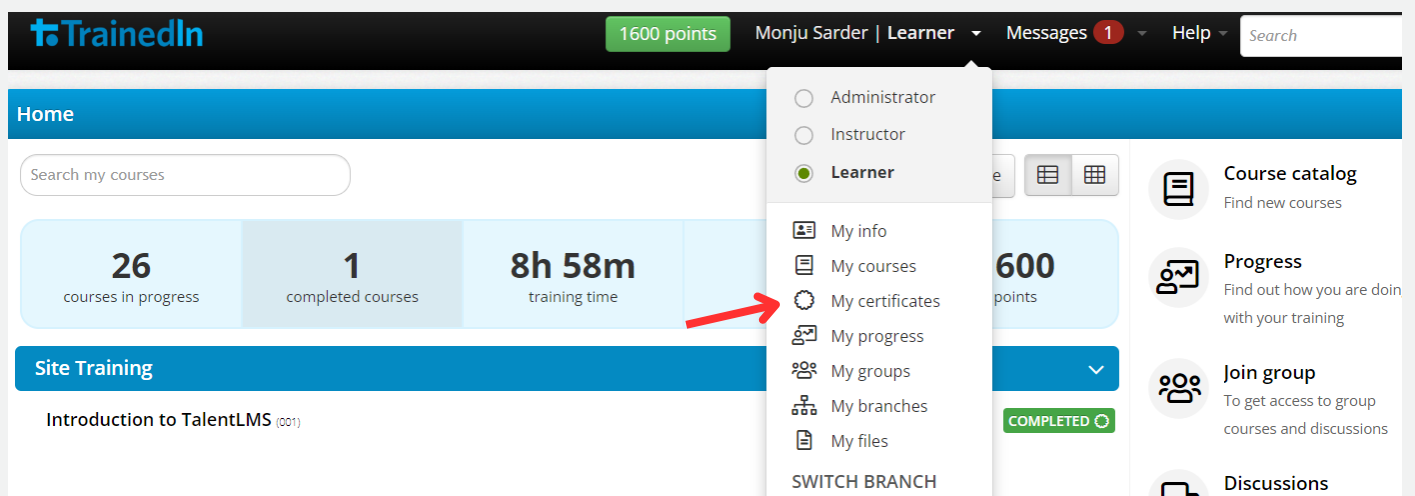 TrainedIn
1600 points
Monju Sarder | Learner
Messages 1
Help
Search
Administrator
Instructor
Learner
My info
My courses
My certificates
My progress
My groups
My branches
My files
SWITCH BRANCH
Home
Search my courses
e
26
courses in progress
1
completed courses
8h 58m
training time
600
points
Site Training
Introduction to TalentLMS (001)
COMPLETED
Course catalog
Find new courses
Progress
Find out how you are doin
with your training
Join group
To get access to group
courses and discussions
Discussions